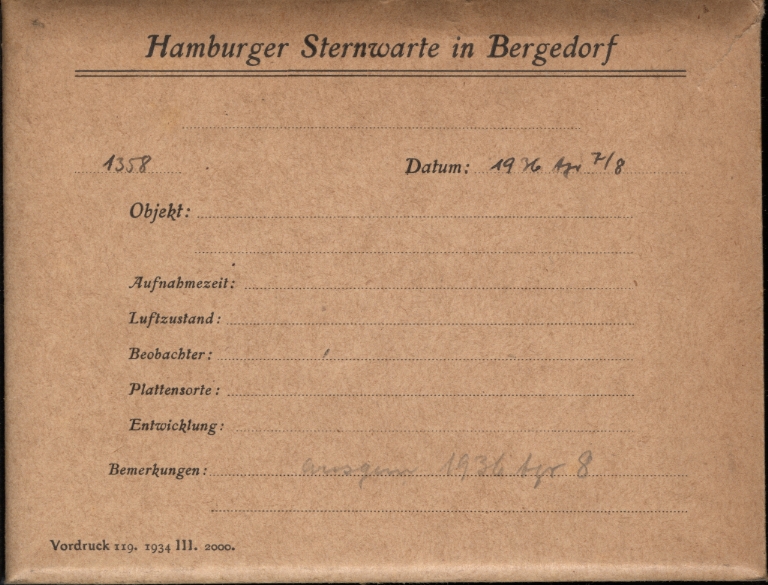 Hamburger Sternwarte in Bergedorf
1358 Datum: 1936 Apr 7/8
Objekt:
Aufnahmezeit:
Luftzustand:
Beobachter:
Plattensorte:
Entwicklung:
Bemerkungen: 1936 Apr 8
Vordruck 119. 1934 III. 2000.